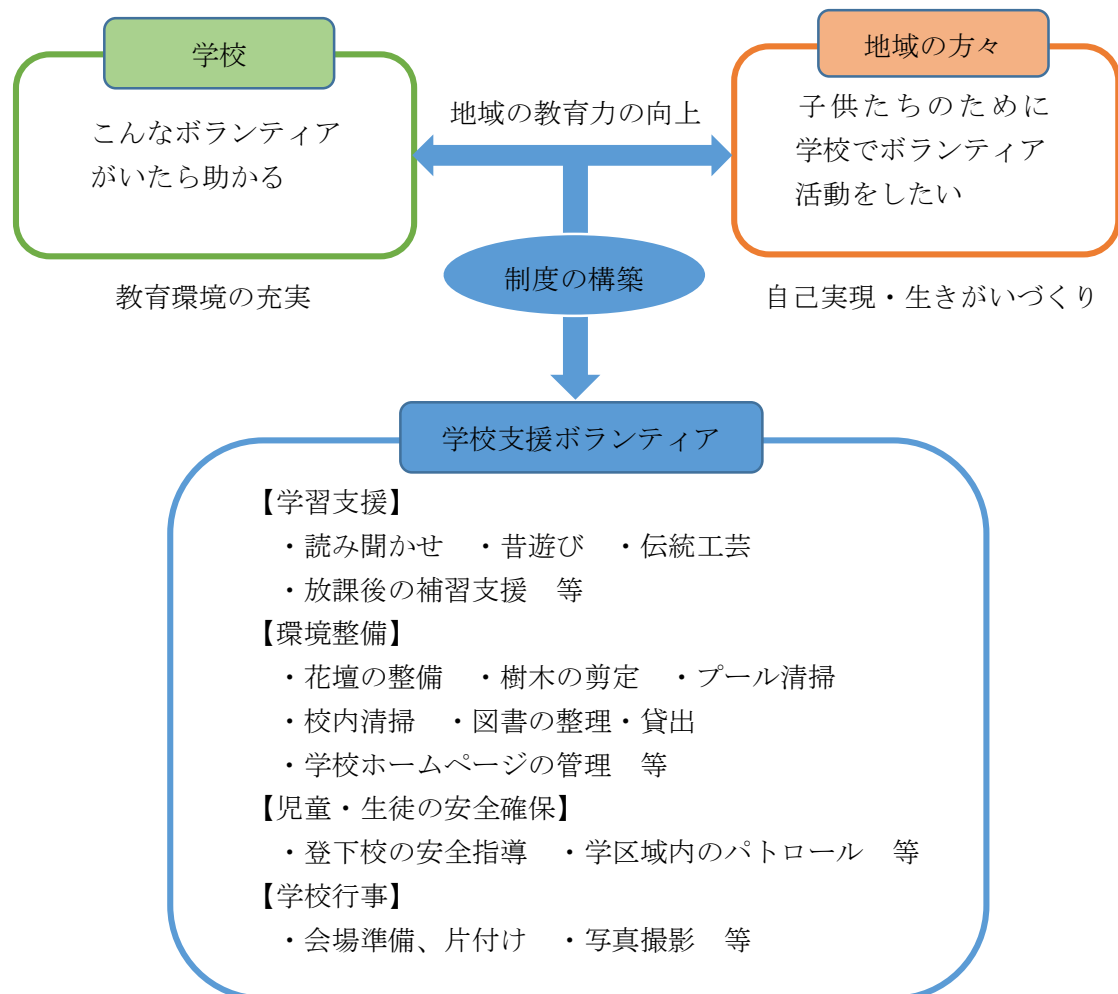 学校
こんなボランティア
がいたら助かる
教育環境の充実
地域の教育力の向上
地域の方々
子供たちのために
学校でボランティア
活動をしたい
自己実現・生きがいづくり
制度の構築
学校支援ボランティア
【学習支援】
・読み聞かせ　・昔遊び　・伝統工芸
・放課後の補習支援　等
【環境整備】
・花壇の整備　・樹木の剪定　・プール清掃
・校内清掃　・図書の整理・貸出
・学校ホームページの管理　等
【児童・生徒の安全確保】
・登下校の安全指導　・学区域内のパトロール　等
【学校行事】
・会場準備、片付け　・写真撮影　等